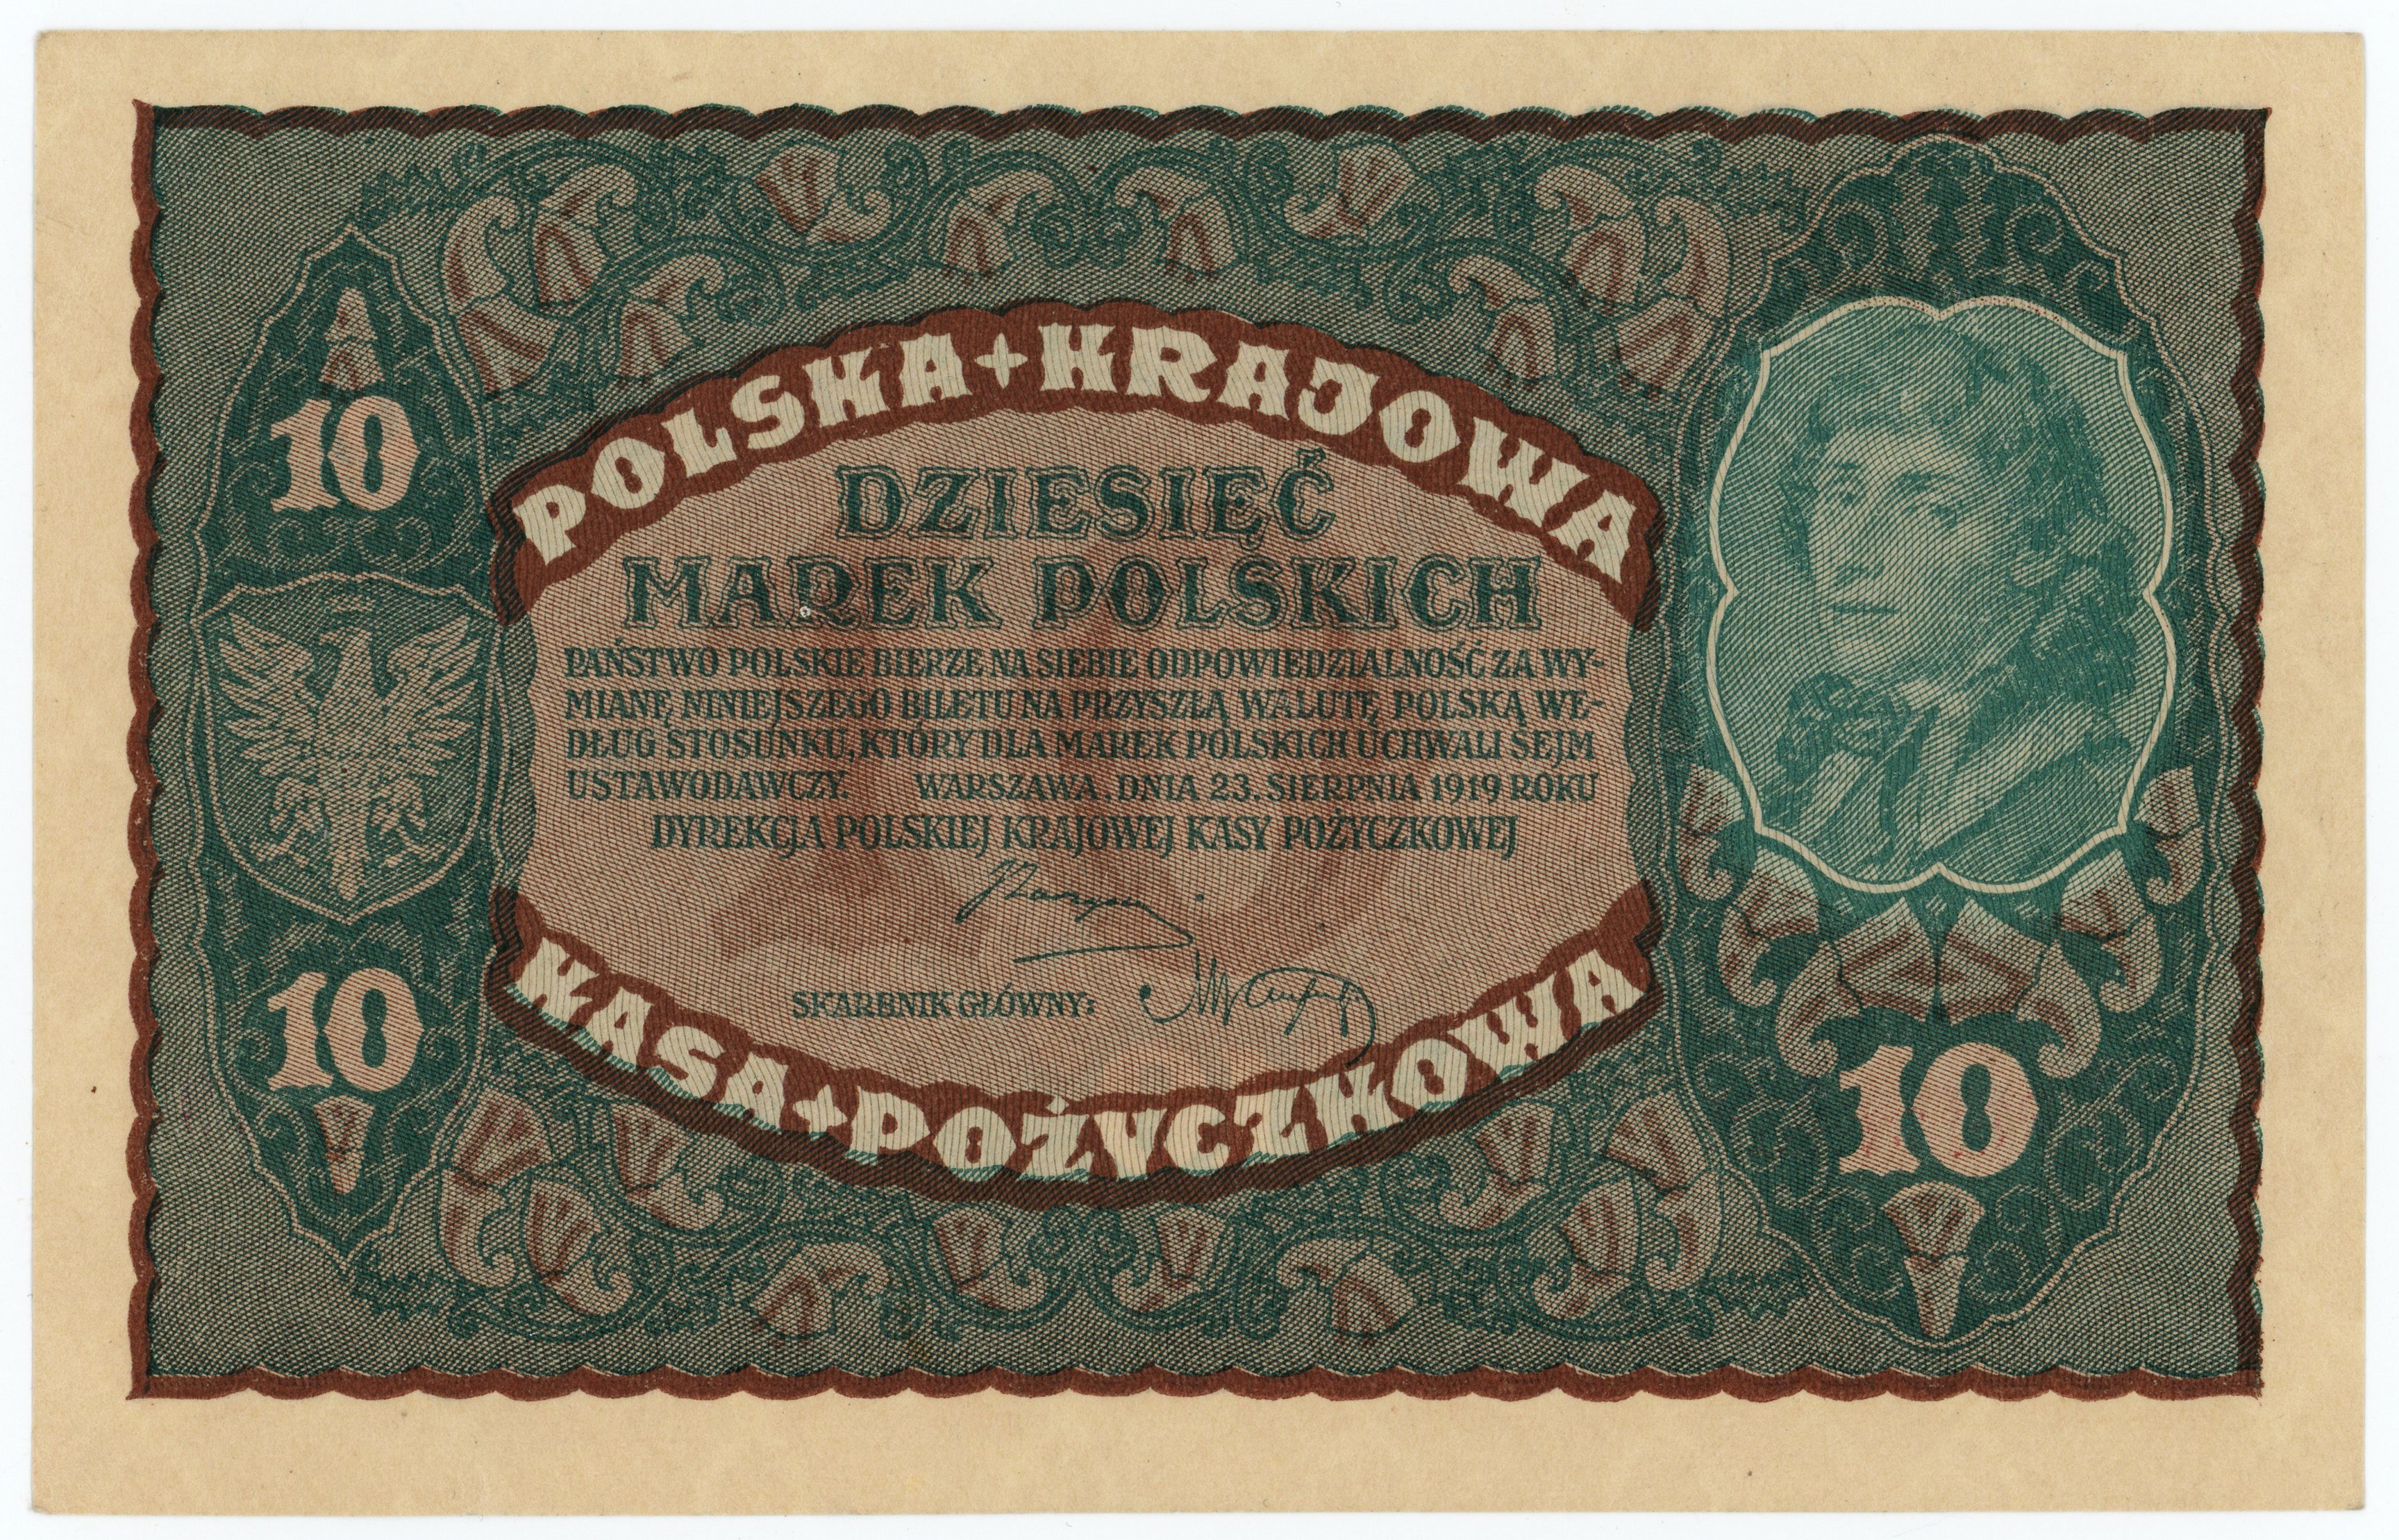 POLSKA+KRAJOWA
10
DZIESIĘĆ
MAREK POLSKICH
PAŃSTWO POLSKIE BIERZE NA SIEBIE ODPOWIEDZIALNOŚĆ ZA WY-
MIANĘ NINIEJSZEGO BILETU NA PRZYSZŁĄ WALUTĘ POLSKĄ WE-
DŁUG STOSUNKU, KTÓRY DLA MAREK POLSKICH UCHWALI SEJM
USTAWODAWCZY. WARSZAWA, DNIA 23. SIERPNIA 1919 ROKU
DYREKCJA POLSKIEJ KRAJOWEJ KASY POŻYCZKOWEJ
SKARBNIK GŁÓWNY:
10
KASA+POŻYCZKOWA
10